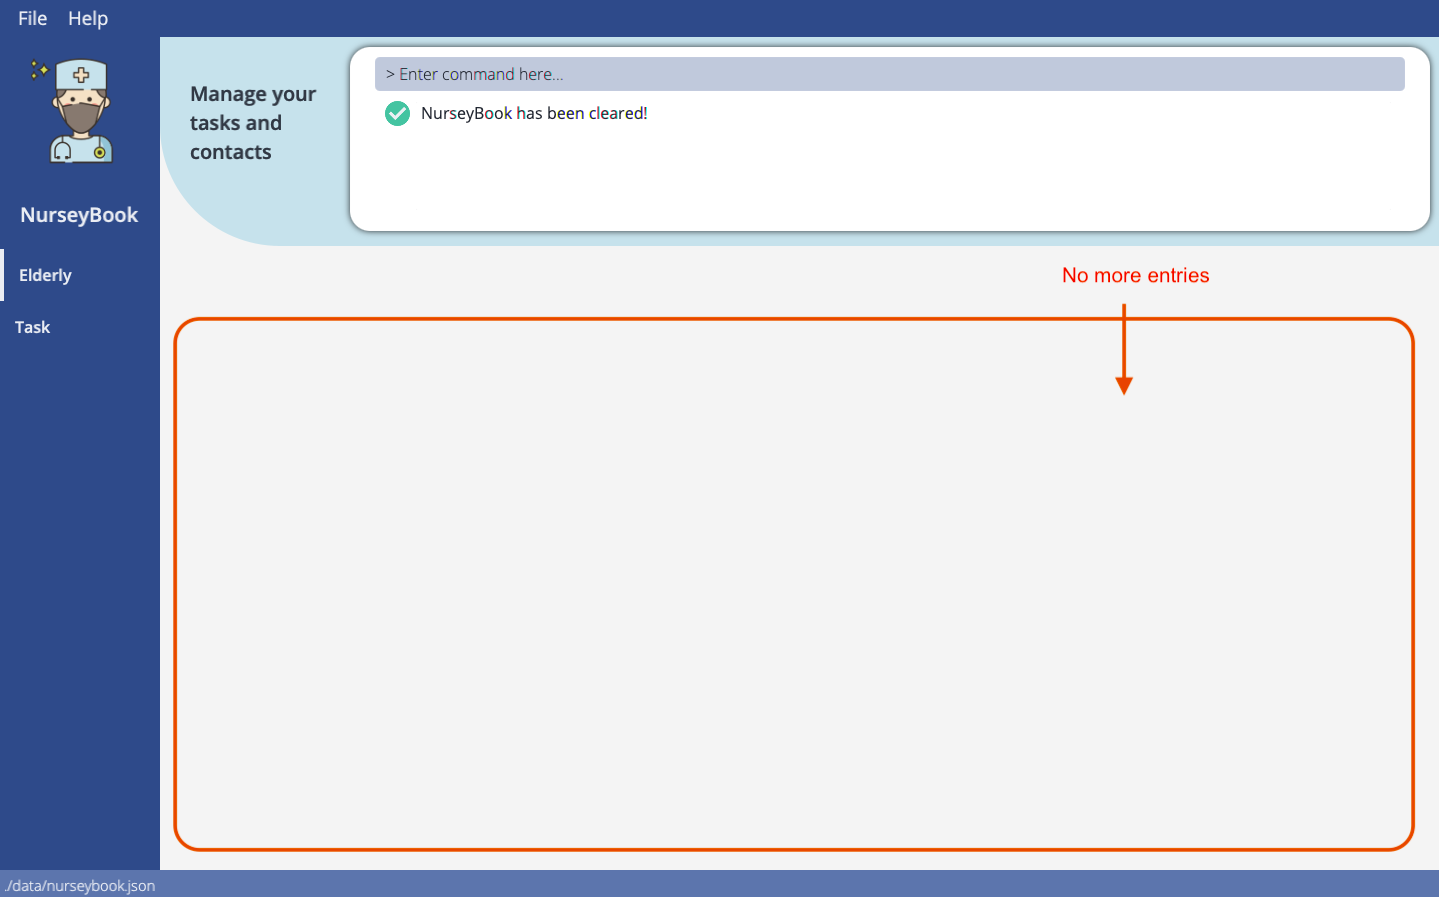 File Help
> Enter command here...
NurseyBook has been cleared!
Manage your
tasks and
contacts
NurseyBook
Elderly
Task
No more entries
./data/nurseybook.json